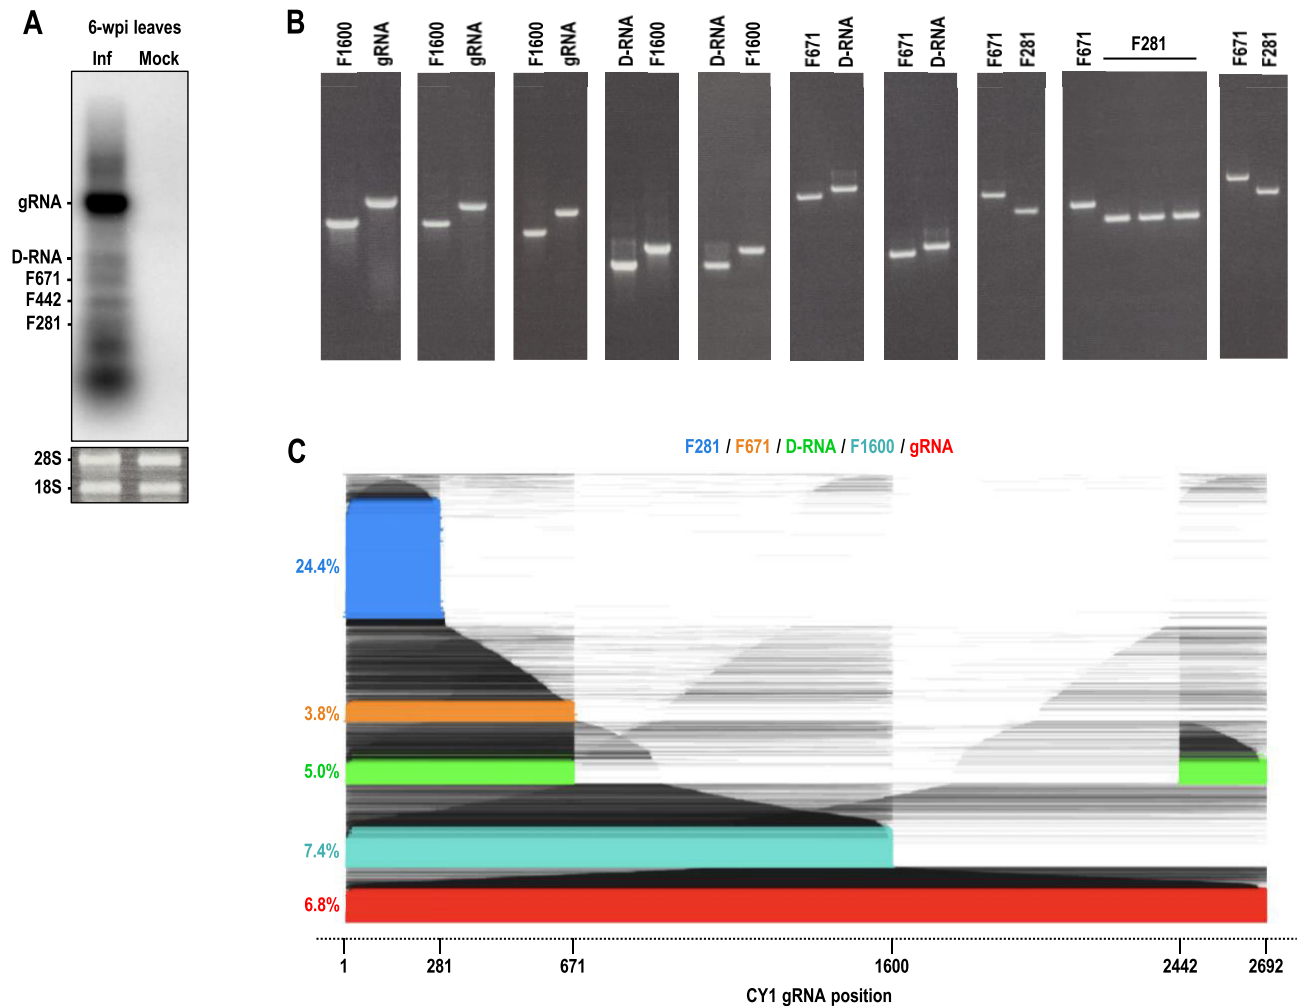 A
6-wpi leaves
Inf Mock
gRNA
D-RNA
F671
F442
F281
28S
18S
B
F1600 gRNA F1600 gRNA F1600 gRNA D-RNA F1600 D-RNA F1600 F671 D-RNA F671 D-RNA F671 F281 F671 F281 F671 F281
C
F281 / F671 / D-RNA / F1600 / gRNA
24.4%
3.8%
5.0%
7.4%
6.8%
1 281 671 1600 2442 2692
CY1 gRNA position